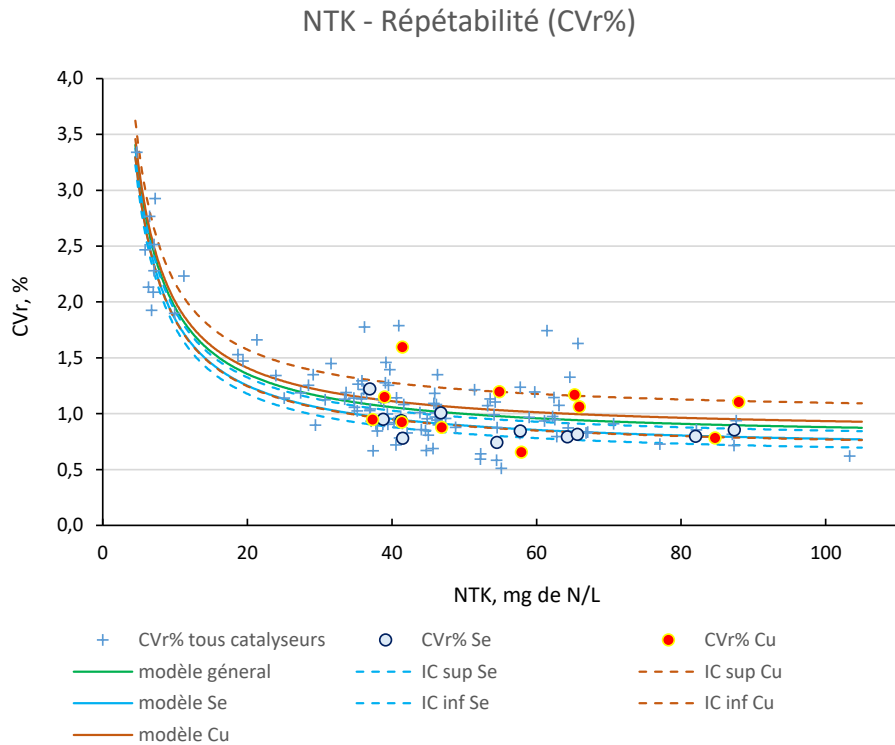 NTK - Répétabilité (CVr%)
4,0
3,5
3,0
2,5
2,0
1,5
1,0
0,5
0,0
CVr, %
0 20 40 60 80 100
NTK, mg de N/L
CVr% tous catalyseurs CVr% Se CVr% Cu
modèle général IC sup Se IC sup Cu
modèle Se IC inf Se IC inf Cu
modèle Cu